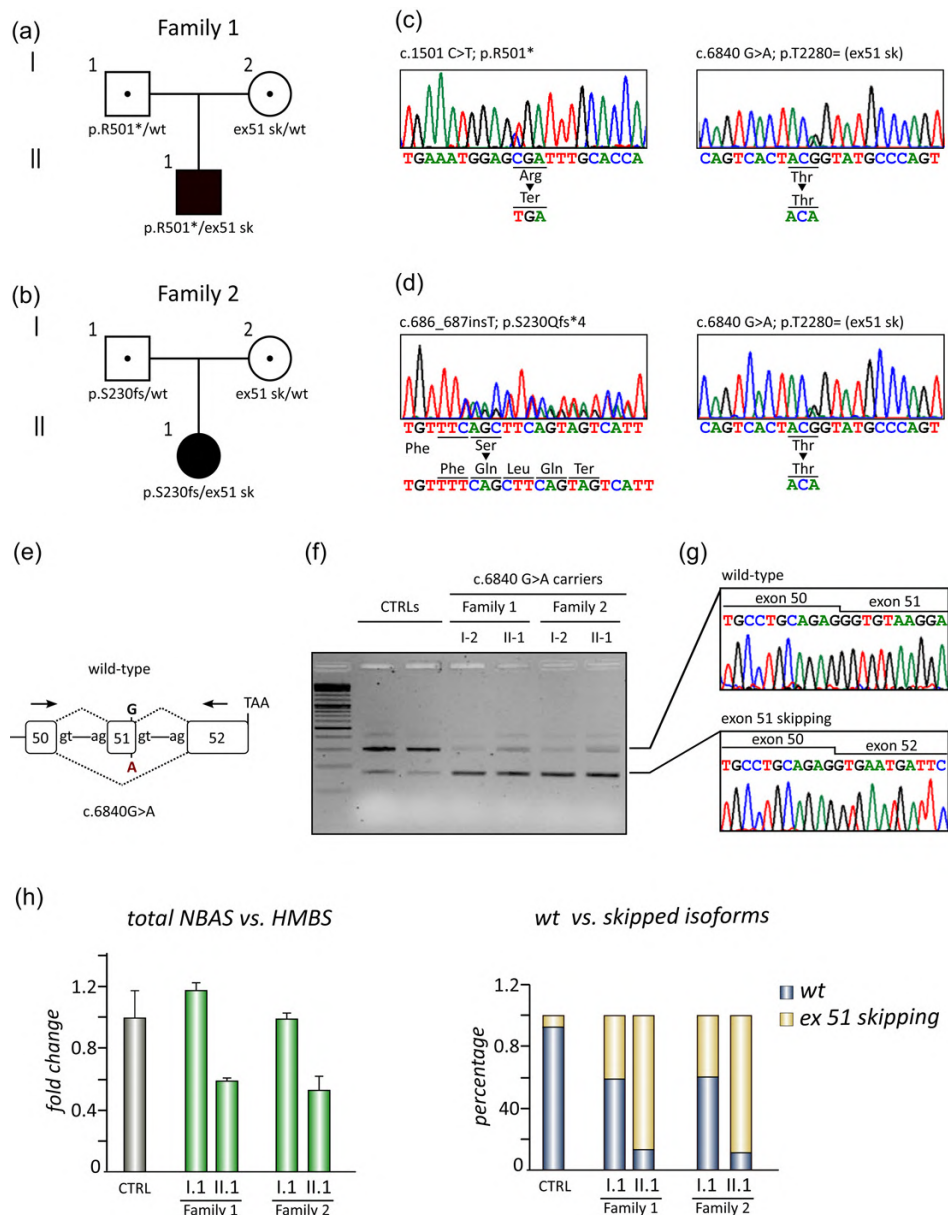 (a)
Family 1
I
1
2
p.R501*/wt
ex51 sk/wt
II
1
p.R501*/ex51 sk
(b)
Family 2
I
1
2
p.S230fs/wt
ex51 sk/wt
II
1
p.S230fs/ex51 sk
(c)
c.1501 C>T; p.R501*
TGAAATGGAGCGATTTGCACCA
Arg
Ter
TGA
c.6840 G>A; p.T2280= (ex51 sk)
CAGTCACTACGGTATGCCCAGT
Thr
Thr
ACA
(d)
c.686_687insT; p.S230Qfs*4
TGTTTCAGCTTCAGTAGTCATT
Phe Ser
Phe Gln Leu Gln Ter
TGTTTTCAGCTTCAGTAGTCATT
c.6840 G>A; p.T2280= (ex51 sk)
CAGTCACTACGGTATGCCCAGT
Thr
Thr
ACA
(e)
wild-type
G
TAA
50 gt ag 51 gt ag 52
A
c.6840G>A
(f)
c.6840 G>A carriers
CTRLs Family 1 Family 2
I-2 II-1 I-2 II-1
(g)
wild-type
exon 50 exon 51
TGCCTGCAGAGGGTGTAAGGA
exon 51 skipping
exon 50 exon 52
TGCCTGCAGAGGTGAATGATTC
(h)
total NBAS vs. HMBS
fold change
1.2
0.8
0.4
0
CTRL I.1 II.1 I.1 II.1
Family 1 Family 2
wt vs. skipped isoforms
percentage
1.2
0.8
40
0
CTRL I.1 II.1 I.1 II.1
Family 1 Family 2
wt
ex 51 skipping